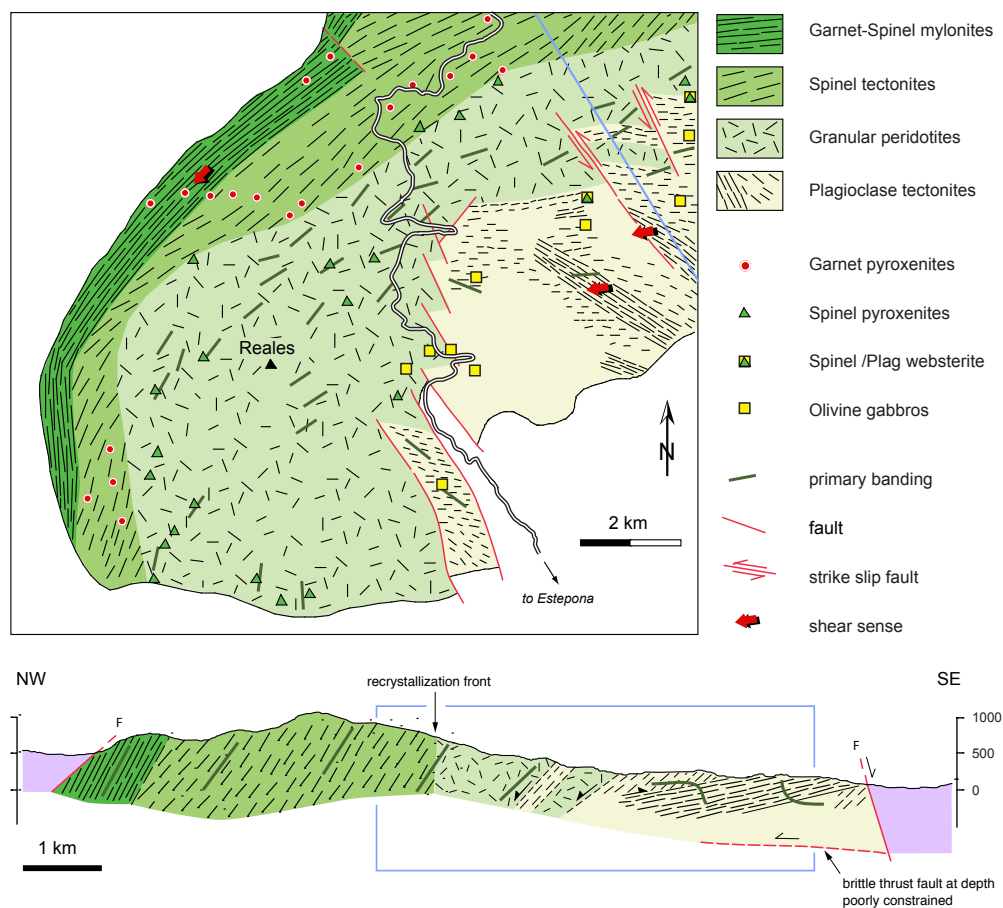 Reales
N
2 km
to Estepona
Garnet-Spinel mylonites
Spinel tectonites
Granular peridotites
Plagioclase tectonites
Garnet pyroxenites
Spinel pyroxenites
Spinel /Plag websterite
Olivine gabbros
primary banding
fault
strike slip fault
shear sense
NW
recrystallization front
SE
F
F
1000
500
0
1 km
brittle thrust fault at depth
poorly constrained